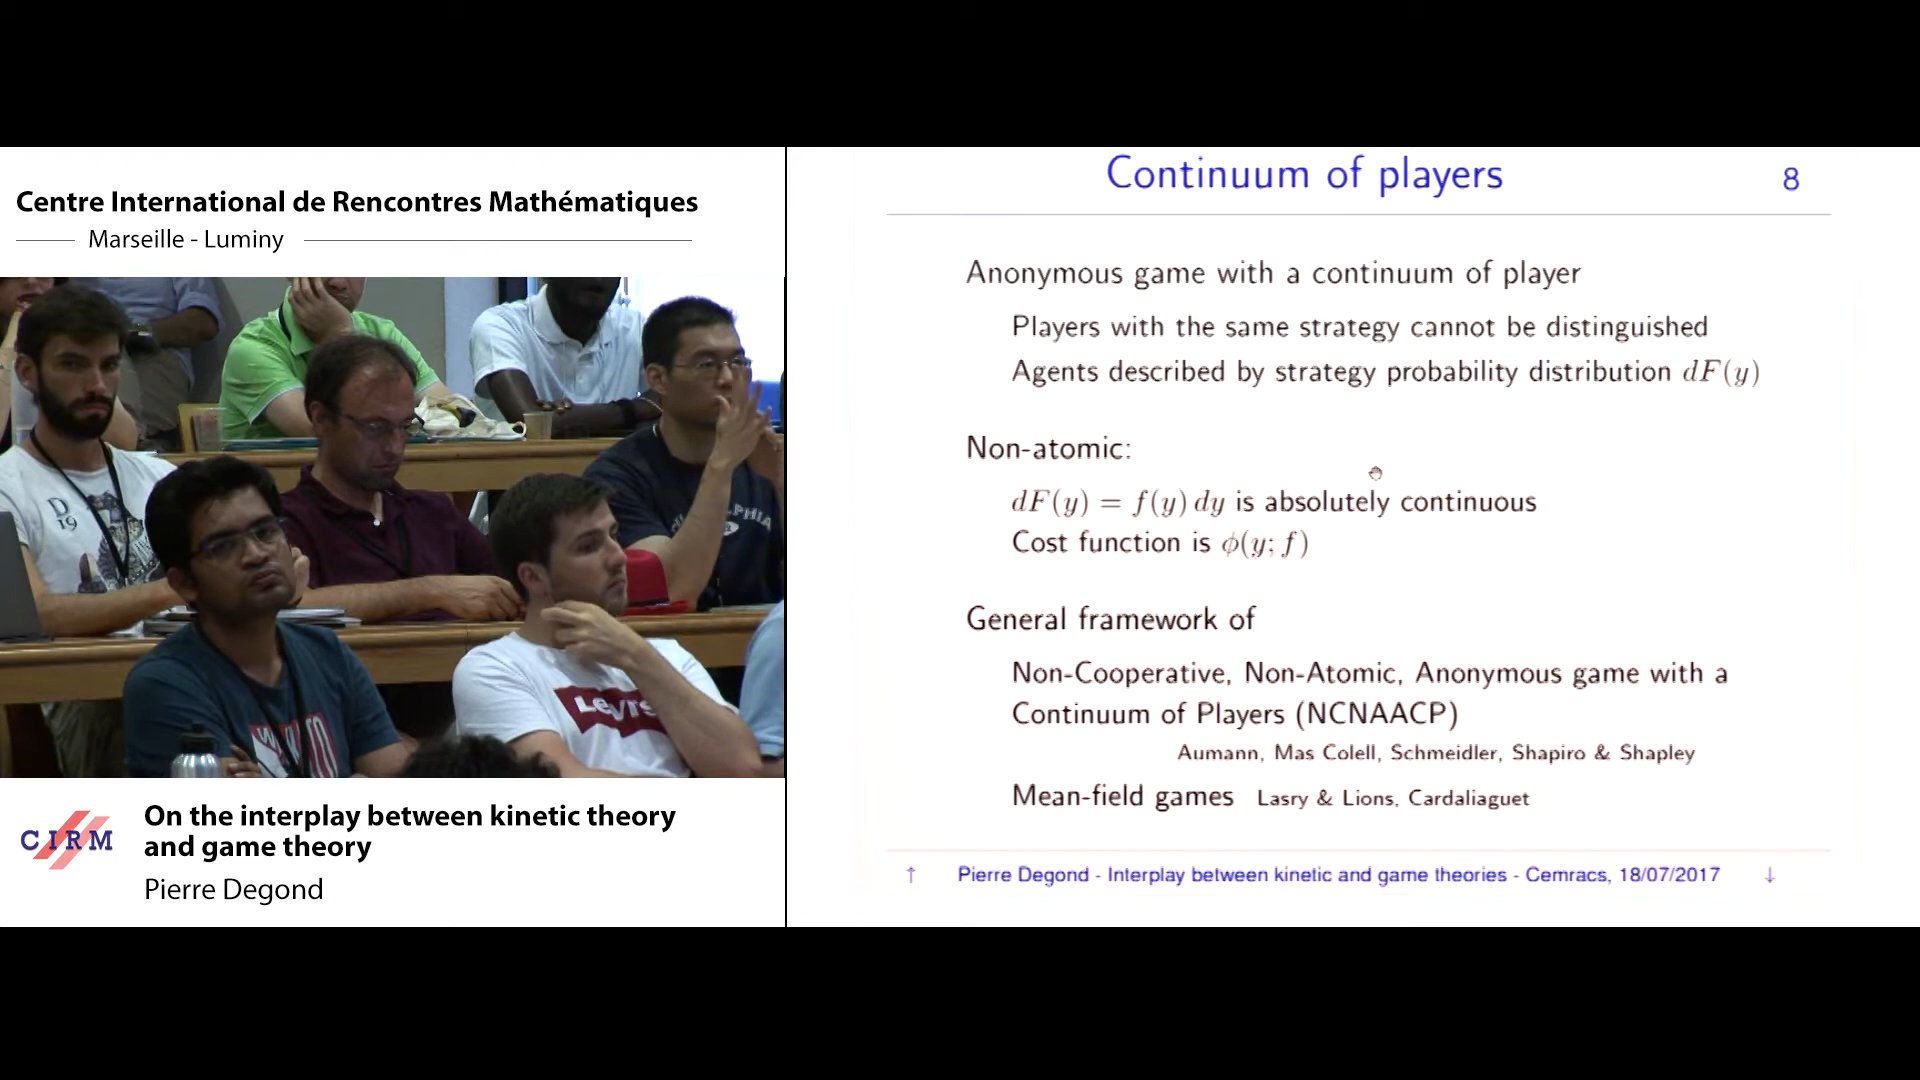 Centre International de Rencontres Mathématiques
Marseille - Luminy
D
19
Levi's
CIRM
On the interplay between kinetic theory
and game theory
Pierre Degond
Continuum of players
8
Anonymous game with a continuum of player
Players with the same strategy cannot be distinguished
Agents described by strategy probability distribution dF(y)
Non-atomic:
dF(y) = f(y) dy is absolutely continuous
Cost function is ϕ(y; f)
General framework of
Non-Cooperative, Non-Atomic, Anonymous game with a
Continuum of Players (NCNAACP)
Aumann, Mas Colell, Schmeidler, Shapiro & Shapley
Mean-field games Lasry & Lions, Cardaliaguet
↑ Pierre Degond - Interplay between kinetic and game theories - Cemracs, 18/07/2017 ↓